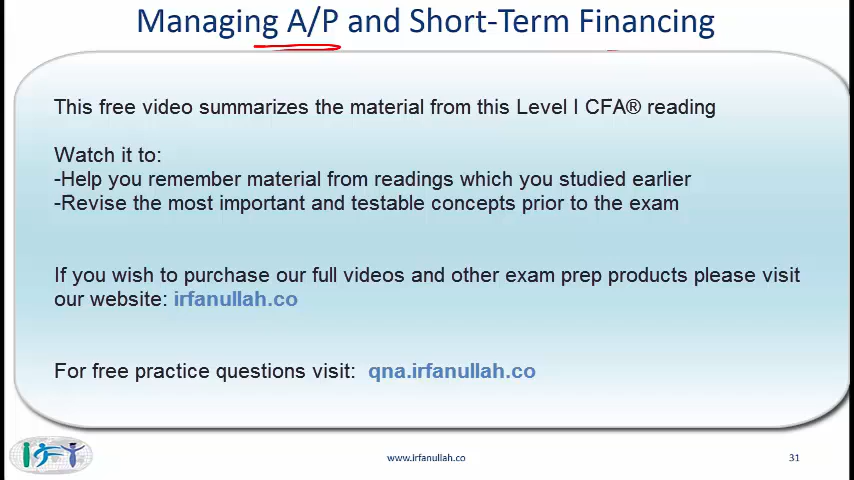 Managing A/P and Short-Term Financing
This free video summarizes the material from this Level I CFA® reading
Watch it to:
-Help you remember material from readings which you studied earlier
-Revise the most important and testable concepts prior to the exam
If you wish to purchase our full videos and other exam prep products please visit
our website: irfanullah.co
For free practice questions visit: qna.irfanullah.co
www.irfanullah.co
31